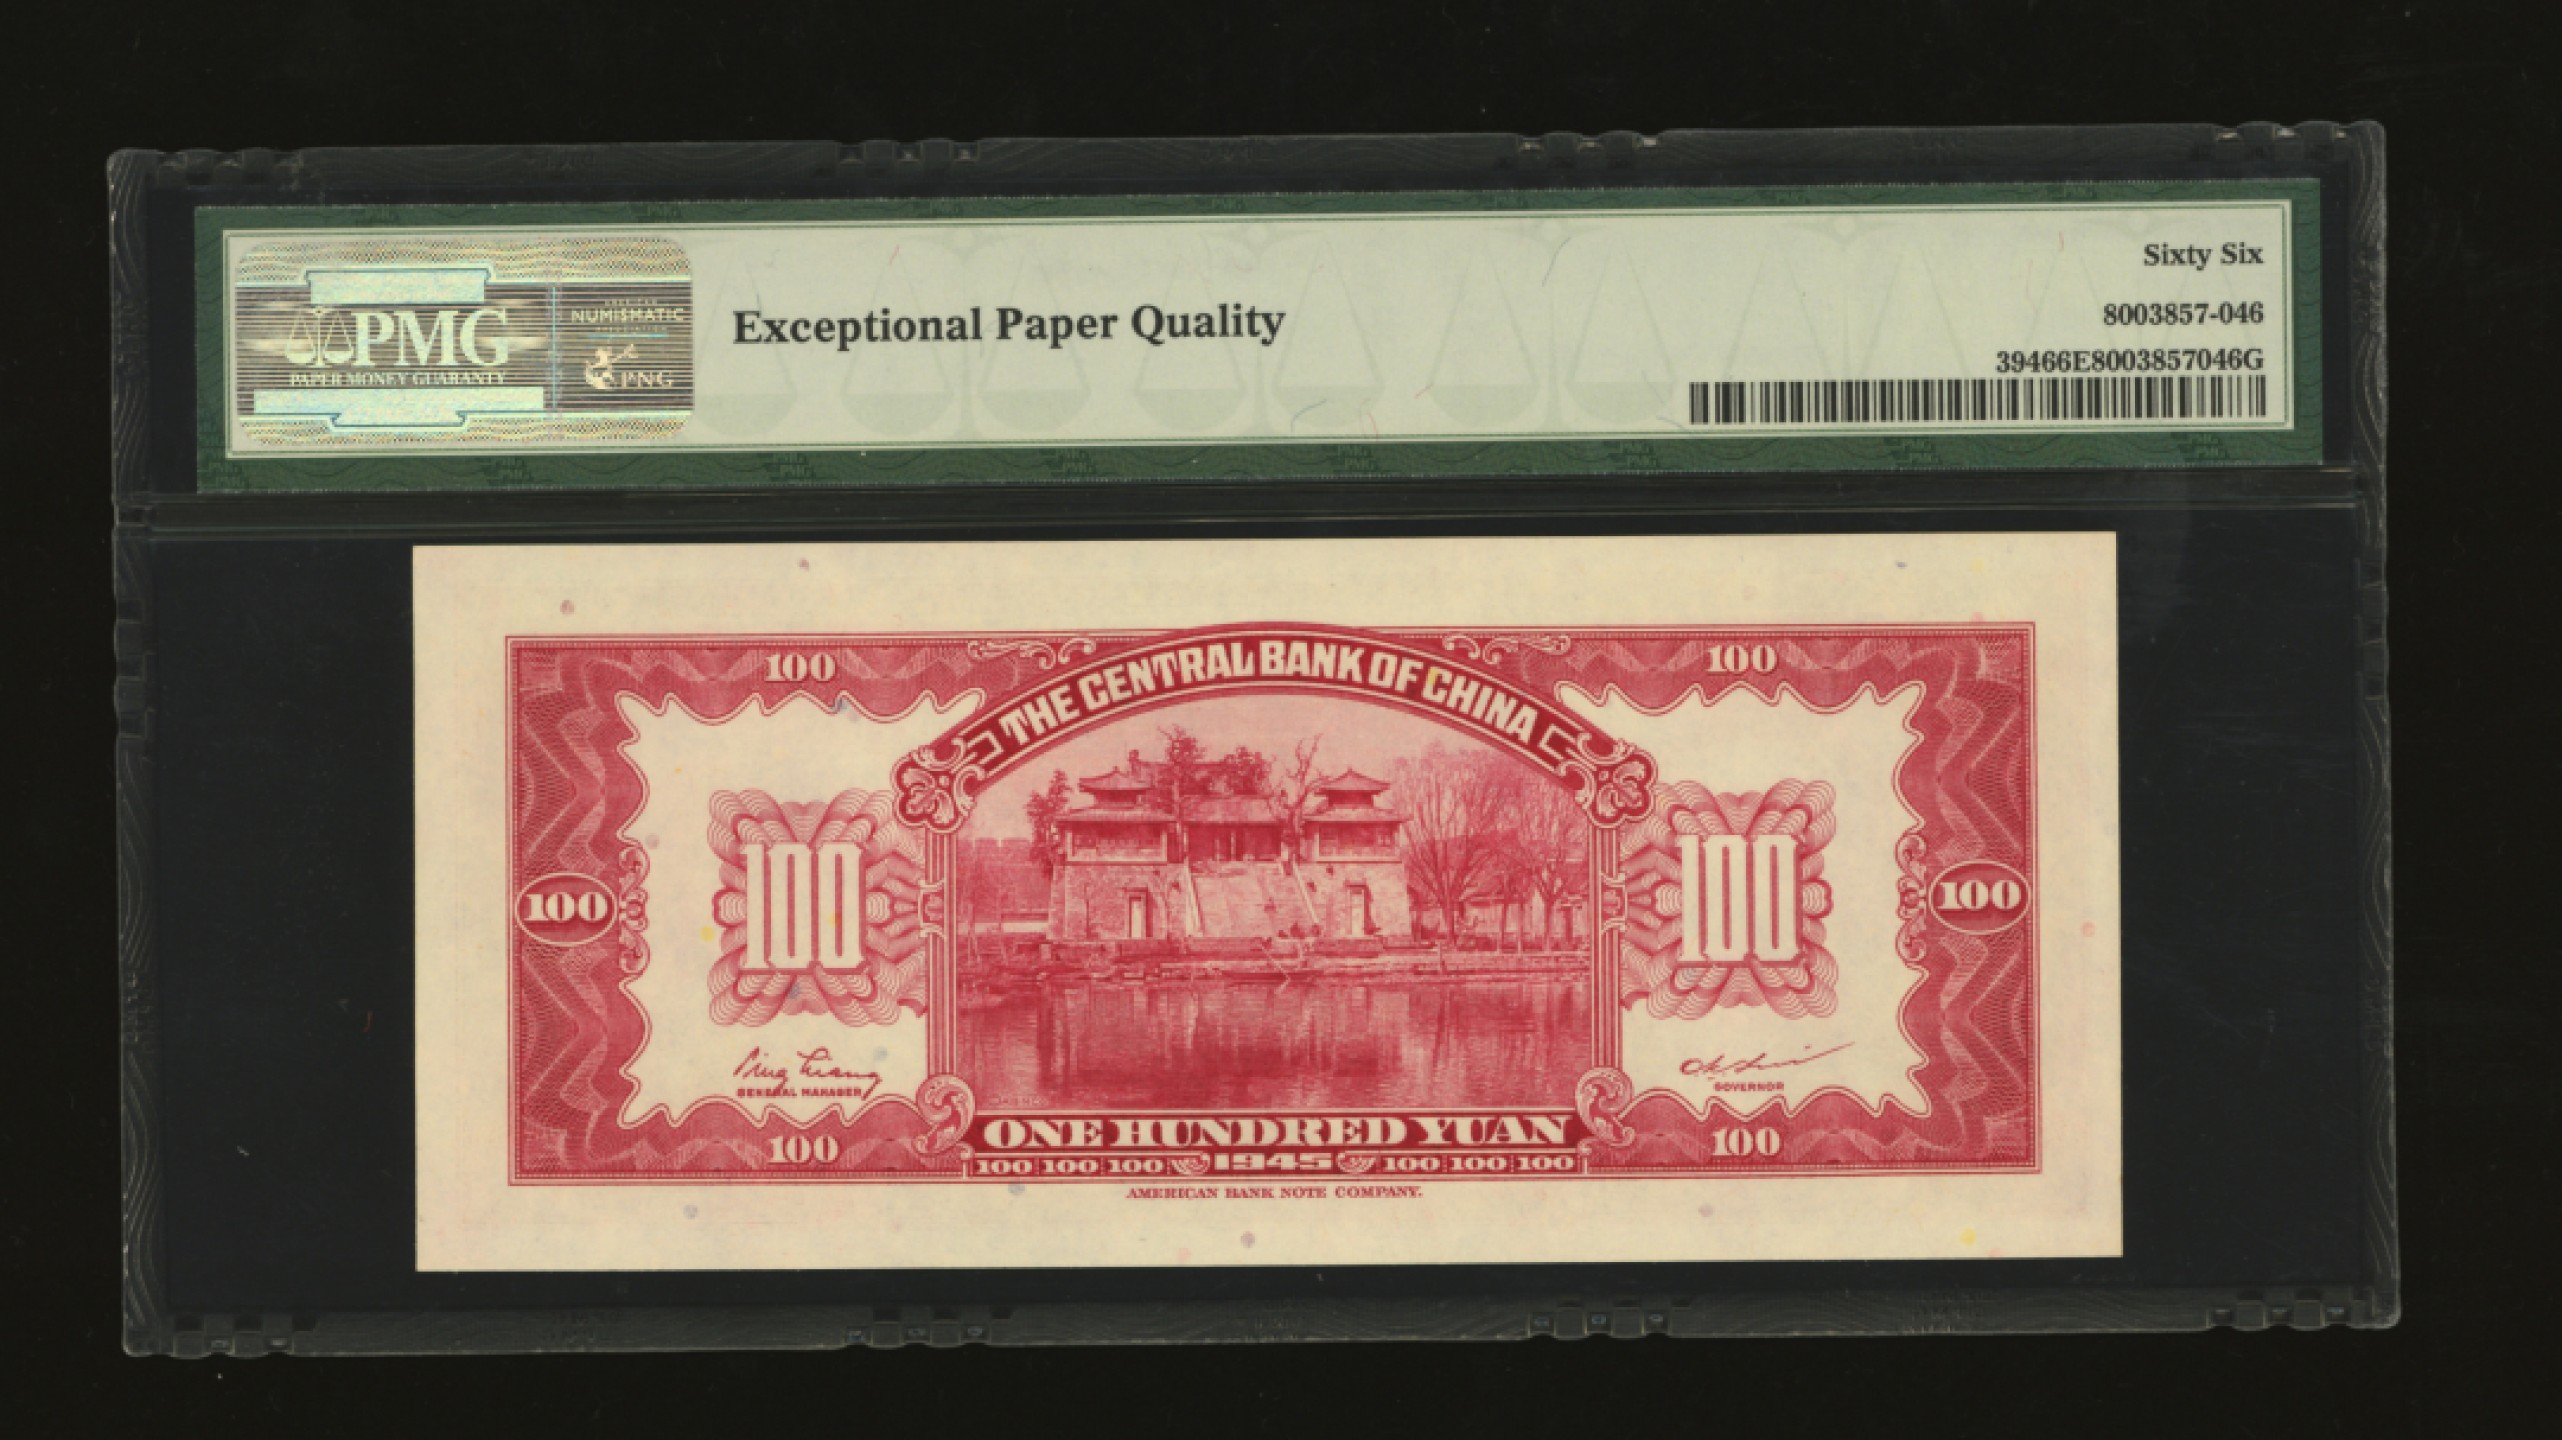 PMG
PAPER MONEY GUARANTY
NUMISMATIC
PNG
Exceptional Paper Quality
Sixty Six
8003857-046
39466E8003857046G
THE CENTRAL BANK OF CHINA
100
100
100
100
100
100
GENERAL MANAGER
GOVERNOR
100
ONE HUNDRED YUAN
100
100 100 100 1945 100 100 100
AMERICAN BANK NOTE COMPANY.